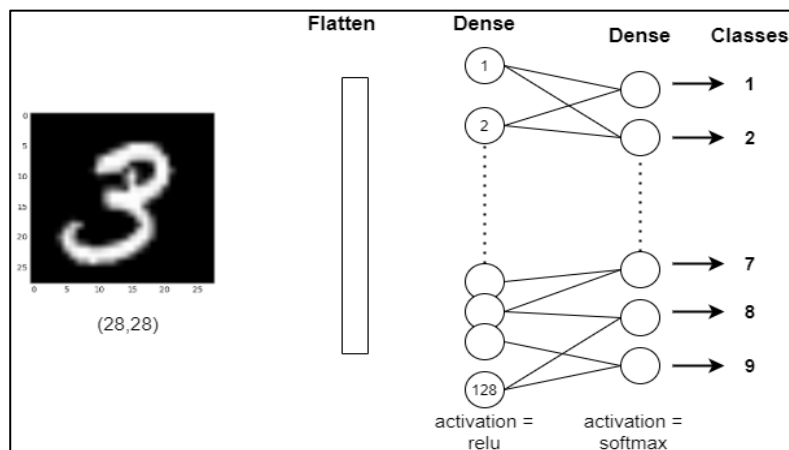 Flatten
Dense
Dense
Classes
1
1
2
2
7
8
9
128
0
5
10
15
20
25
0 5 10 15 20 25
(28,28)
activation =
relu
activation =
softmax